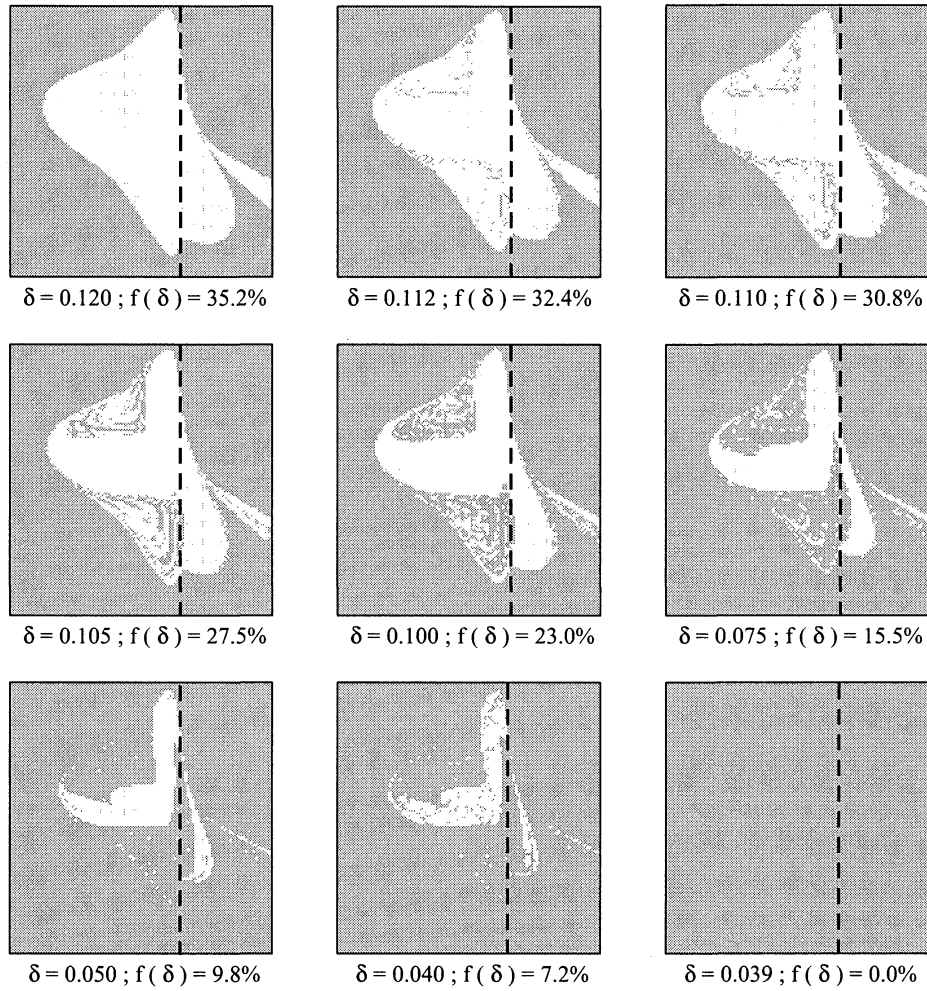 δ = 0.120 ; f ( δ ) = 35.2%
δ = 0.112 ; f ( δ ) = 32.4%
δ = 0.110 ; f ( δ ) = 30.8%
δ = 0.105 ; f ( δ ) = 27.5%
δ = 0.100 ; f ( δ ) = 23.0%
δ = 0.075 ; f ( δ ) = 15.5%
δ = 0.050 ; f ( δ ) = 9.8%
δ = 0.040 ; f ( δ ) = 7.2%
δ = 0.039 ; f ( δ ) = 0.0%